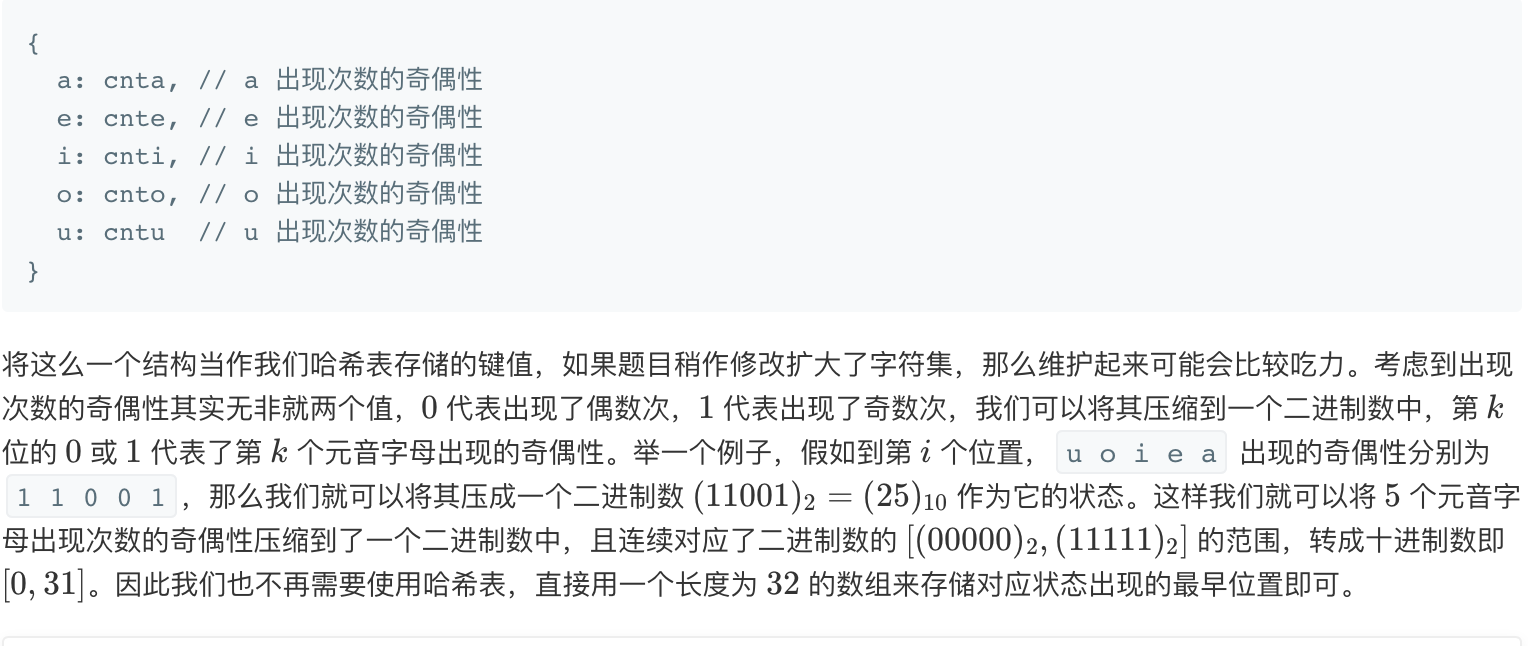 {
  a: cnta, // a 出现次数的奇偶性
  e: cnte, // e 出现次数的奇偶性
  i: cnti, // i 出现次数的奇偶性
  o: cnto, // o 出现次数的奇偶性
  u: cntu  // u 出现次数的奇偶性
}
将这么一个结构当作我们哈希表存储的键值，如果题目稍作修改扩大了字符集，那么维护起来可能会比较吃力。考虑到出现
次数的奇偶性其实无非就两个值，0 代表出现了偶数次，1 代表出现了奇数次，我们可以将其压缩到一个二进制数中，第 k
位的 0 或 1 代表了第 k 个元音字母出现的奇偶性。举一个例子，假如到第 i 个位置， u o i e a 出现的奇偶性分别为
1 1 0 0 1 ，那么我们就可以将其压成一个二进制数 (11001)₂ = (25)₁₀ 作为它的状态。这样我们就可以将 5 个元音字
母出现次数的奇偶性压缩到了一个二进制数中，且连续对应了二进制数的 [(00000)₂, (11111)₂] 的范围，转成十进制数即
[0, 31]。因此我们也不再需要使用哈希表，直接用一个长度为 32 的数组来存储对应状态出现的最早位置即可。